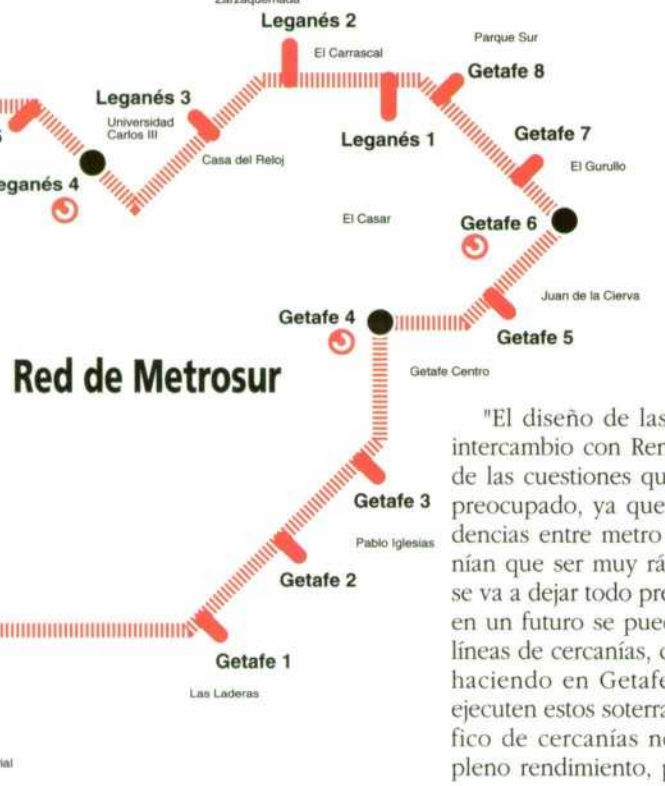 Leganés 2
El Carrascal
Parque Sur
Getafe 8
Leganés 3
Universidad
Carlos III
Casa del Reloj
Leganés 1
Getafe 7
El Gurullo
eganés 4
El Casar
Getafe 6
Juan de la Cierva
Getafe 4
Getafe 5
Getafe Centro
Red de Metrosur
Getafe 3
Pablo Iglesias
Getafe 2
Getafe 1
Las Laderas
ial
"El diseño de las
intercambio con Ren
de las cuestiones qu
preocupado, ya que
dencias entre metro
nían que ser muy rá
se va a dejar todo pre
en un futuro se pued
líneas de cercanías, c
haciendo en Getafe
ejecuten estos soterra
fico de cercanías no
pleno rendimiento, p